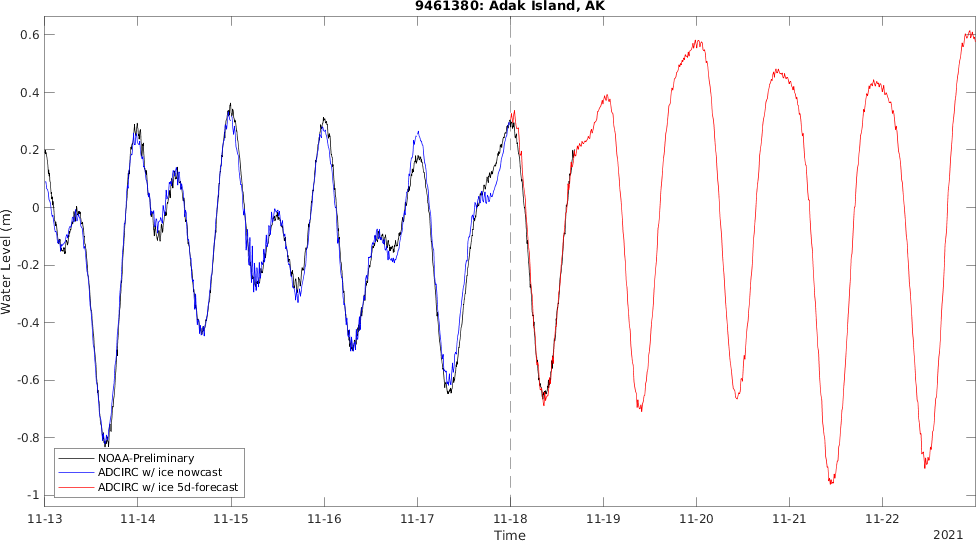 9461380: Adak Island, AK
0.6
0.4
0.2
0
-0.2
-0.4
-0.6
-0.8
-1
Water Level (m)
NOAA-Preliminary
ADCIRC w/ ice nowcast
ADCIRC w/ ice 5d-forecast
11-13 11-14 11-15 11-16 11-17 11-18 11-19 11-20 11-21 11-22
Time
2021